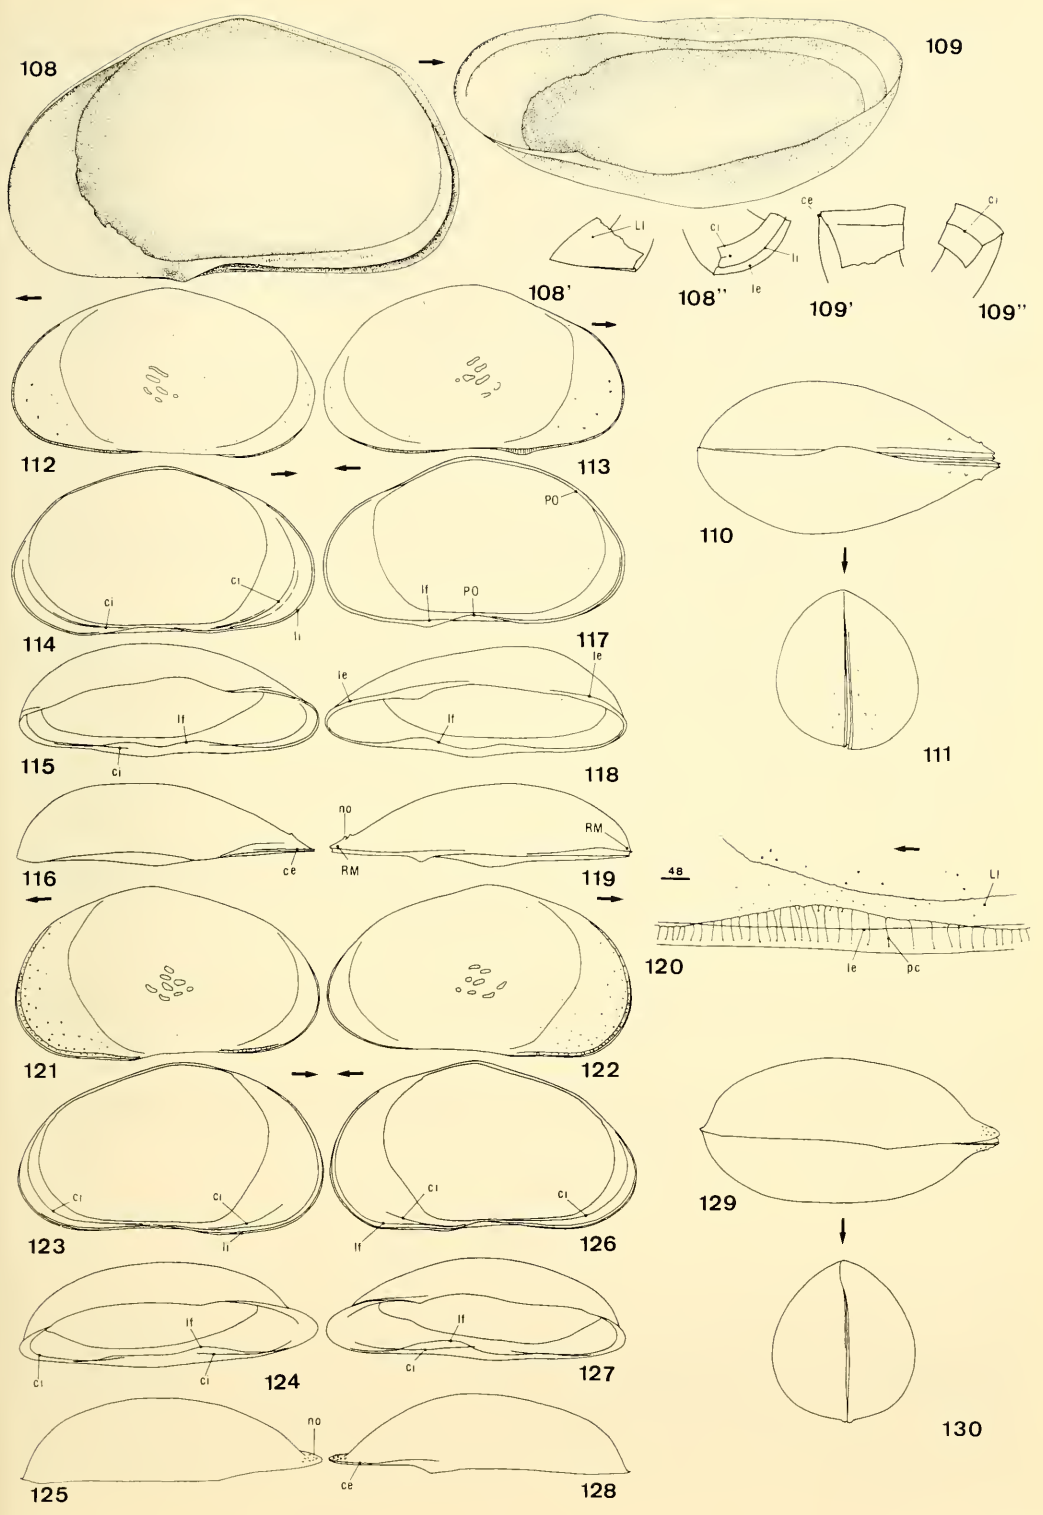 108
109
ce
ci
Ll
ci
li
le
108'
108''
109'
109''
112
113
110
PO
ci
ci
lf
PO
li
114
117
le
le
lf
lf
ci
115
118
111
no
RM
ce
RM
116
119
48
Ll
120
le
pc
121
122
ci
ci
ci
ci
li
lf
123
126
129
lf
lf
ci
ci
ci
124
127
no
ce
125
128
130